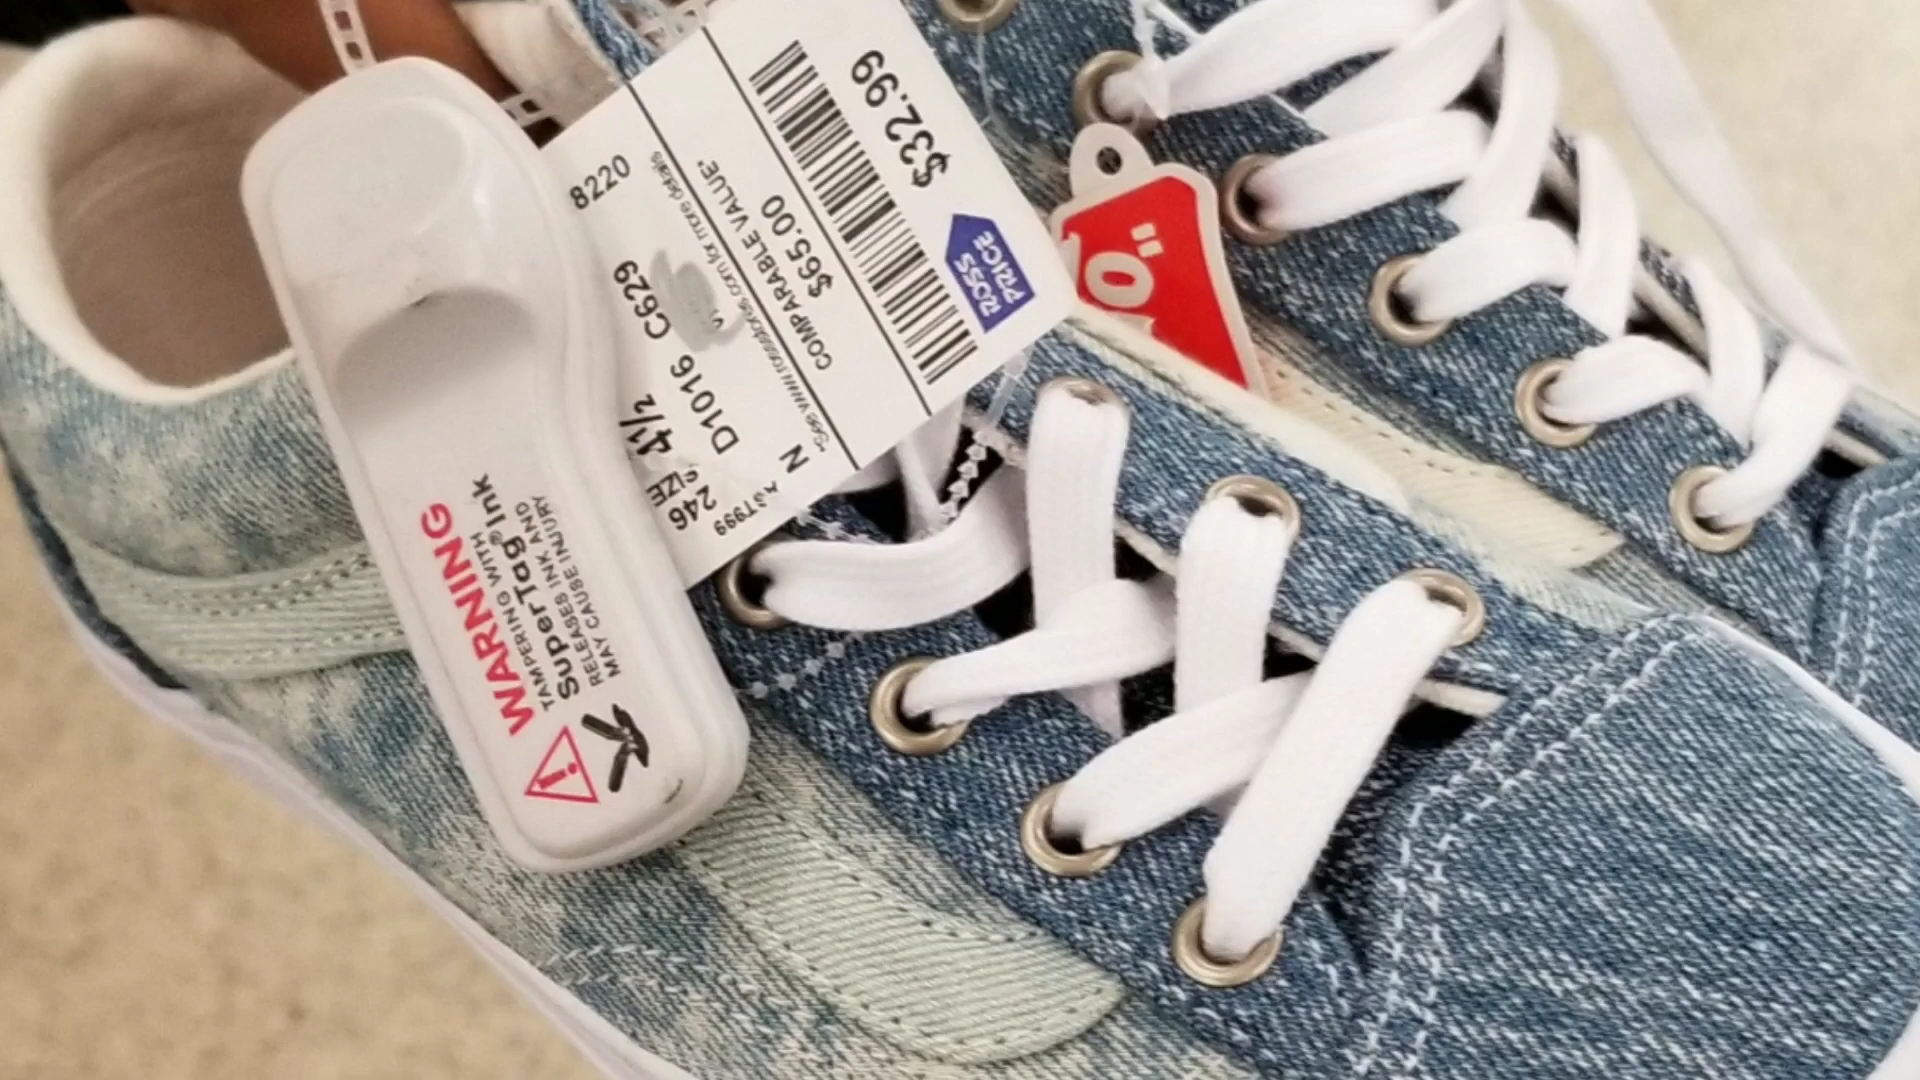 8220
D1016 C629
246
SIZE 4½
N
COMPARABLE VALUE*
$65.00
$32.99
ROSS
PRICE
WARNING
TAMPERING WITH
SuperTag® Ink
RELEASES INK AND
MAY CAUSE INJURY